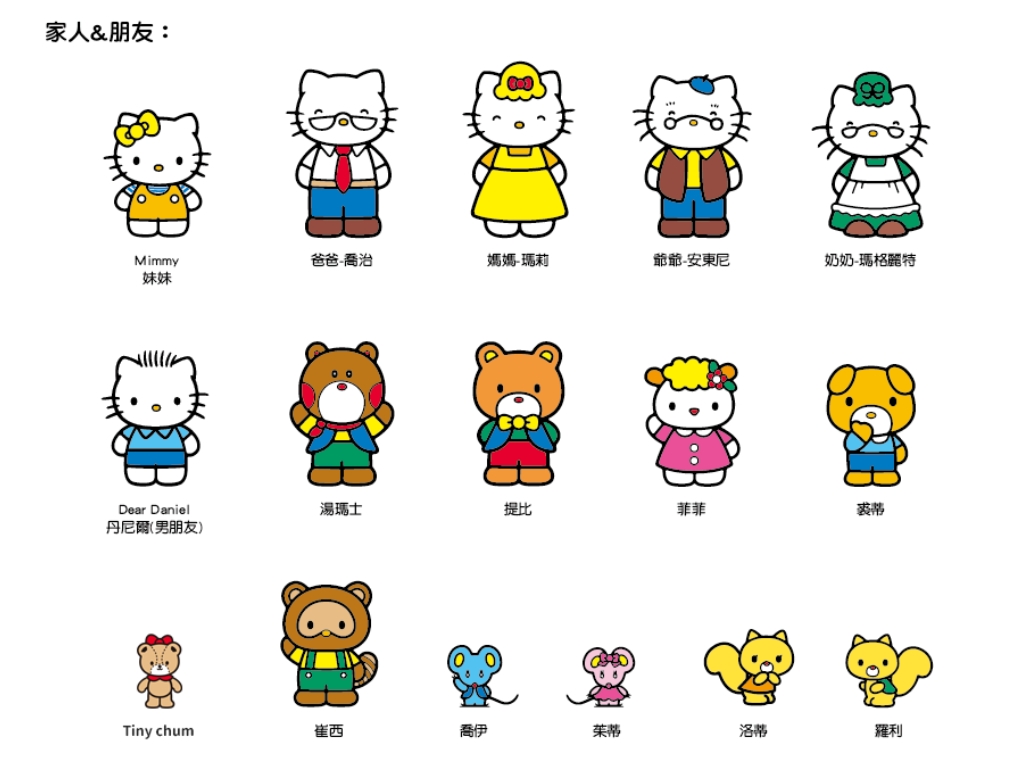 家人&朋友：
Mimmy
妹妹
爸爸-喬治
媽媽-瑪莉
爺爺-安東尼
奶奶-瑪格麗特
Dear Daniel
丹尼爾(男朋友)
湯瑪士
提比
菲菲
裘蒂
Tiny chum
崔西
喬伊
茱蒂
洛蒂
羅利